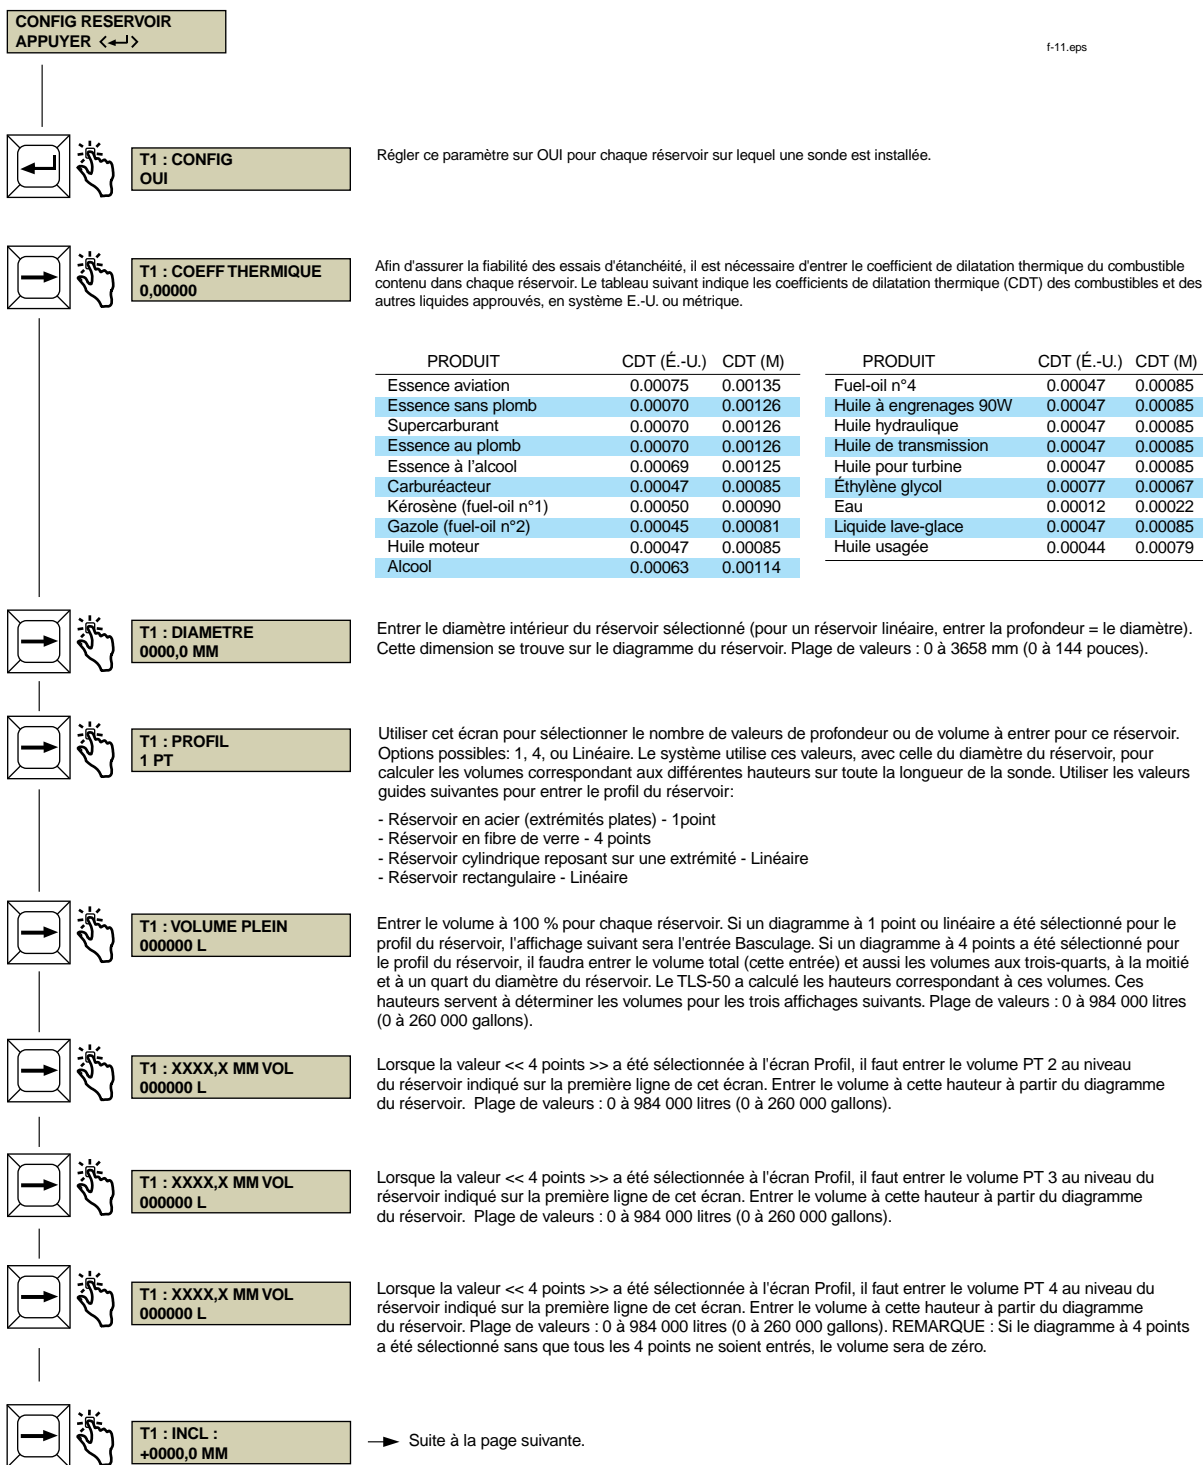 CONFIG RESERVOIR
APPUYER <↵>
f-11.eps
T1 : CONFIG
OUI
Régler ce paramètre sur OUI pour chaque réservoir sur lequel une sonde est installée.
T1 : COEFF THERMIQUE
0,00000
Afin d'assurer la fiabilité des essais d'étanchéité, il est nécessaire d'entrer le coefficient de dilatation thermique du combustible
contenu dans chaque réservoir. Le tableau suivant indique les coefficients de dilatation thermique (CDT) des combustibles et des
autres liquides approuvés, en système E.-U. ou métrique.
PRODUIT CDT (É.-U.) CDT (M)
Essence aviation 0.00075 0.00135
Essence sans plomb 0.00070 0.00126
Supercarburant 0.00070 0.00126
Essence au plomb 0.00070 0.00126
Essence à l'alcool 0.00069 0.00125
Carburéacteur 0.00047 0.00085
Kérosène (fuel-oil n°1) 0.00050 0.00090
Gazole (fuel-oil n°2) 0.00045 0.00081
Huile moteur 0.00047 0.00085
Alcool 0.00063 0.00114
PRODUIT CDT (É.-U.) CDT (M)
Fuel-oil n°4 0.00047 0.00085
Huile à engrenages 90W 0.00047 0.00085
Huile hydraulique 0.00047 0.00085
Huile de transmission 0.00047 0.00085
Huile pour turbine 0.00047 0.00085
Éthylène glycol 0.00077 0.00067
Eau 0.00012 0.00022
Liquide lave-glace 0.00047 0.00085
Huile usagée 0.00044 0.00079
T1 : DIAMETRE
0000,0 MM
Entrer le diamètre intérieur du réservoir sélectionné (pour un réservoir linéaire, entrer la profondeur = le diamètre).
Cette dimension se trouve sur le diagramme du réservoir. Plage de valeurs : 0 à 3658 mm (0 à 144 pouces).
T1 : PROFIL
1 PT
Utiliser cet écran pour sélectionner le nombre de valeurs de profondeur ou de volume à entrer pour ce réservoir.
Options possibles: 1, 4, ou Linéaire. Le système utilise ces valeurs, avec celle du diamètre du réservoir, pour
calculer les volumes correspondant aux différentes hauteurs sur toute la longueur de la sonde. Utiliser les valeurs
guides suivantes pour entrer le profil du réservoir:
- Réservoir en acier (extrémités plates) - 1point
- Réservoir en fibre de verre - 4 points
- Réservoir cylindrique reposant sur une extrémité - Linéaire
- Réservoir rectangulaire - Linéaire
T1 : VOLUME PLEIN
000000 L
Entrer le volume à 100 % pour chaque réservoir. Si un diagramme à 1 point ou linéaire a été sélectionné pour le
profil du réservoir, l'affichage suivant sera l'entrée Basculage. Si un diagramme à 4 points a été sélectionné pour
le profil du réservoir, il faudra entrer le volume total (cette entrée) et aussi les volumes aux trois-quarts, à la moitié
et à un quart du diamètre du réservoir. Le TLS-50 a calculé les hauteurs correspondant à ces volumes. Ces
hauteurs servent à déterminer les volumes pour les trois affichages suivants. Plage de valeurs : 0 à 984 000 litres
(0 à 260 000 gallons).
T1 : XXXX,X MM VOL
000000 L
Lorsque la valeur << 4 points >> a été sélectionnée à l'écran Profil, il faut entrer le volume PT 2 au niveau
du réservoir indiqué sur la première ligne de cet écran. Entrer le volume à cette hauteur à partir du diagramme
du réservoir. Plage de valeurs : 0 à 984 000 litres (0 à 260 000 gallons).
T1 : XXXX,X MM VOL
000000 L
Lorsque la valeur << 4 points >> a été sélectionnée à l'écran Profil, il faut entrer le volume PT 3 au niveau du
réservoir indiqué sur la première ligne de cet écran. Entrer le volume à cette hauteur à partir du diagramme
du réservoir. Plage de valeurs : 0 à 984 000 litres (0 à 260 000 gallons).
T1 : XXXX,X MM VOL
000000 L
Lorsque la valeur << 4 points >> a été sélectionnée à l'écran Profil, il faut entrer le volume PT 4 au niveau du
réservoir indiqué sur la première ligne de cet écran. Entrer le volume à cette hauteur à partir du diagramme
du réservoir. Plage de valeurs : 0 à 984 000 litres (0 à 260 000 gallons). REMARQUE : Si le diagramme à 4 points
a été sélectionné sans que tous les 4 points ne soient entrés, le volume sera de zéro.
T1 : INCL :
+0000,0 MM
Suite à la page suivante.